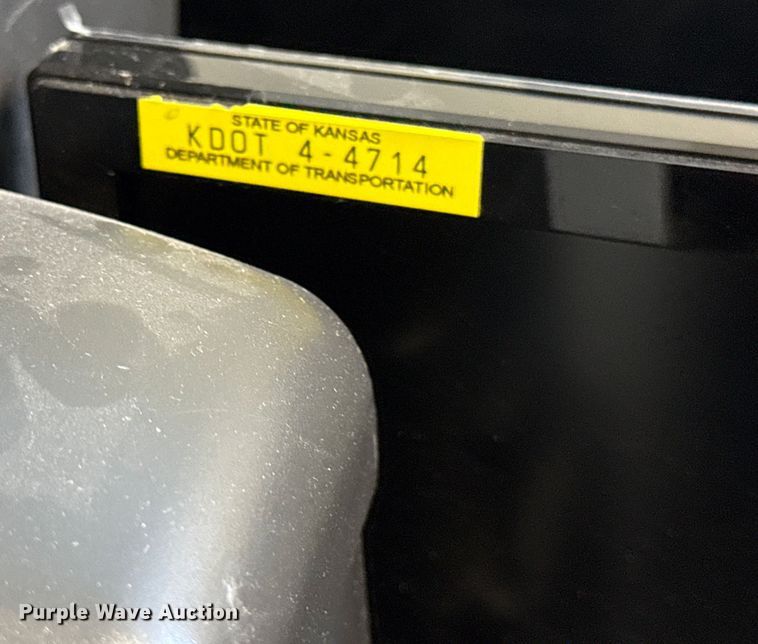 STATE OF KANSAS
KDOT 4-4714
DEPARTMENT OF TRANSPORTATION
Purple Wave Auction